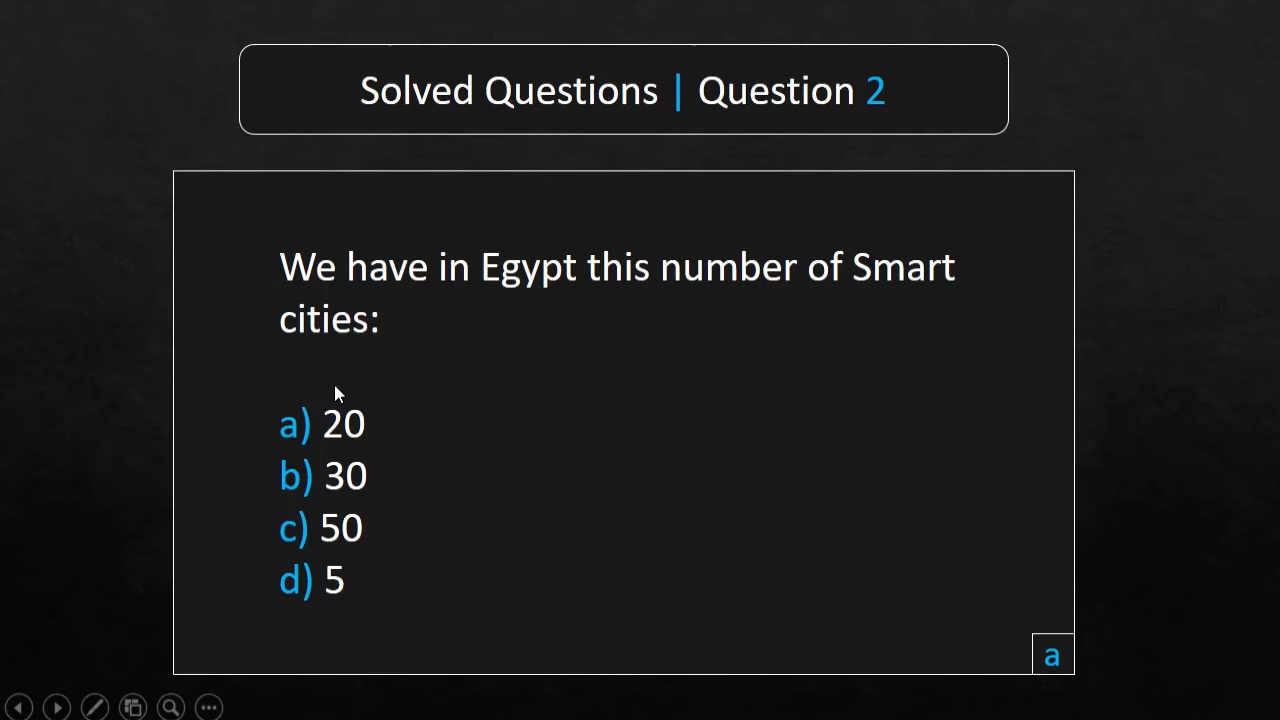 Solved Questions | Question 2
We have in Egypt this number of Smart
cities:
a) 20
b) 30
c) 50
d) 5
a